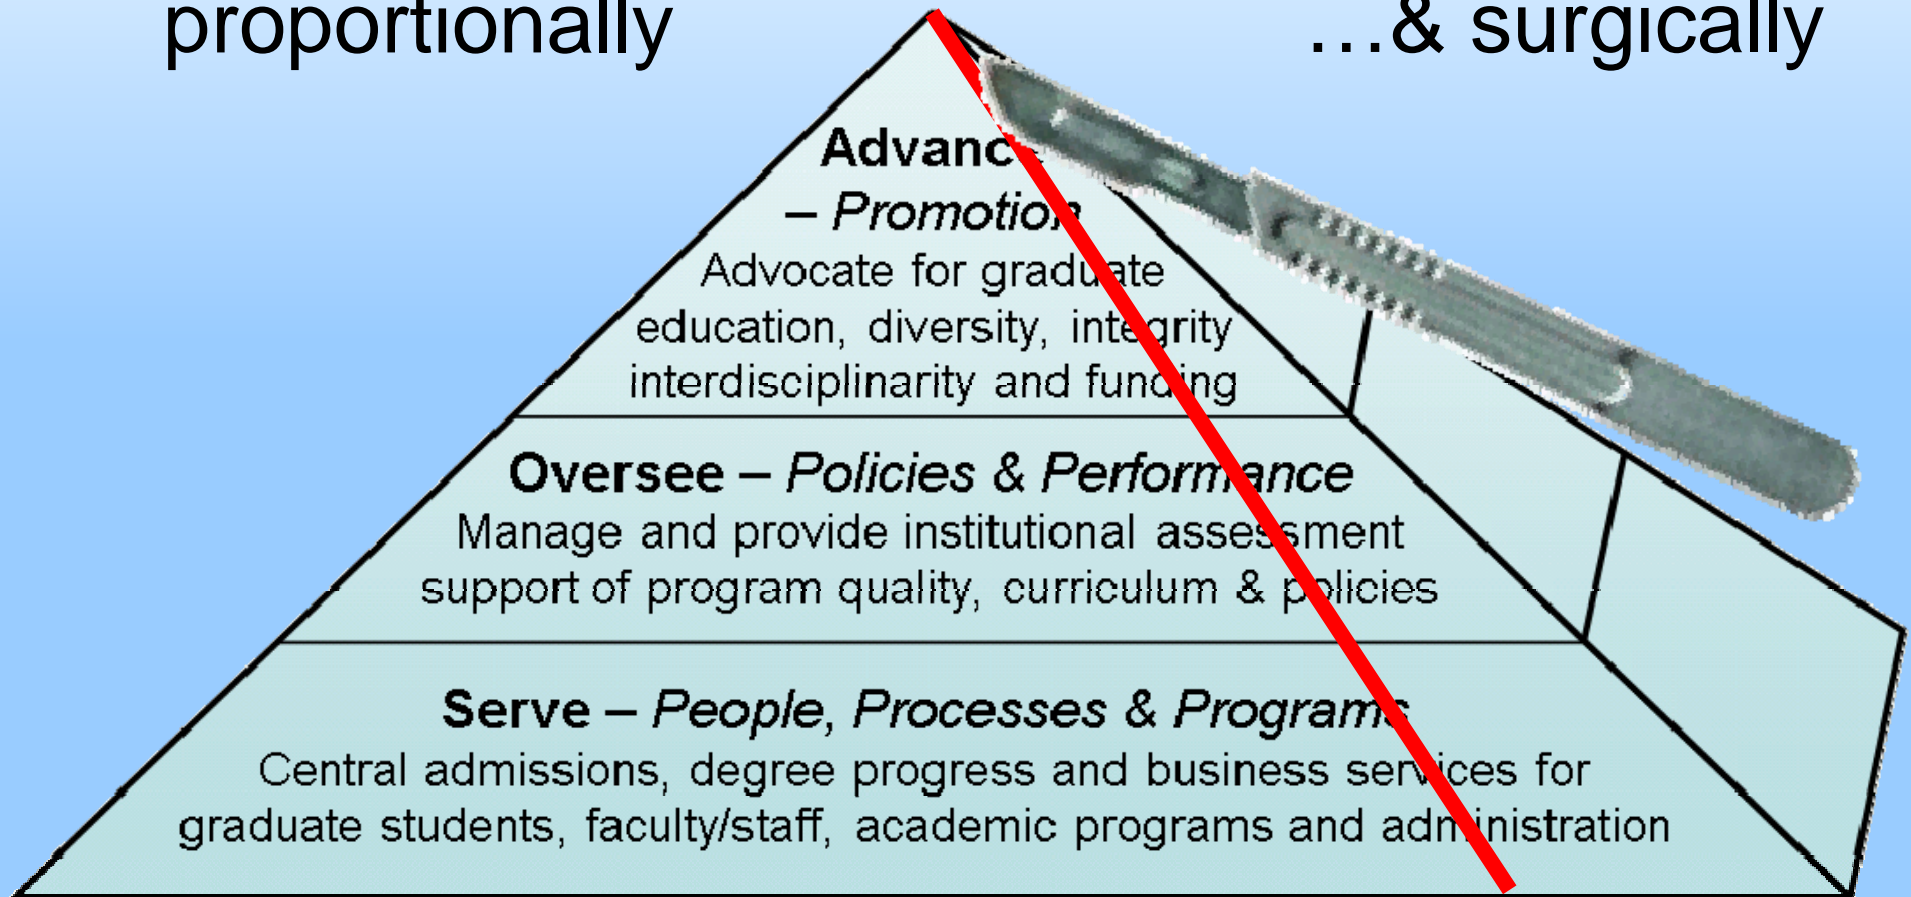 proportionally
…& surgically
Advance
– Promotion
Advocate for graduate
education, diversity, integrity
interdisciplinarity and funding
Oversee – Policies & Performance
Manage and provide institutional assessment
support of program quality, curriculum & policies
Serve – People, Processes & Programs
Central admissions, degree progress and business services for
graduate students, faculty/staff, academic programs and administration